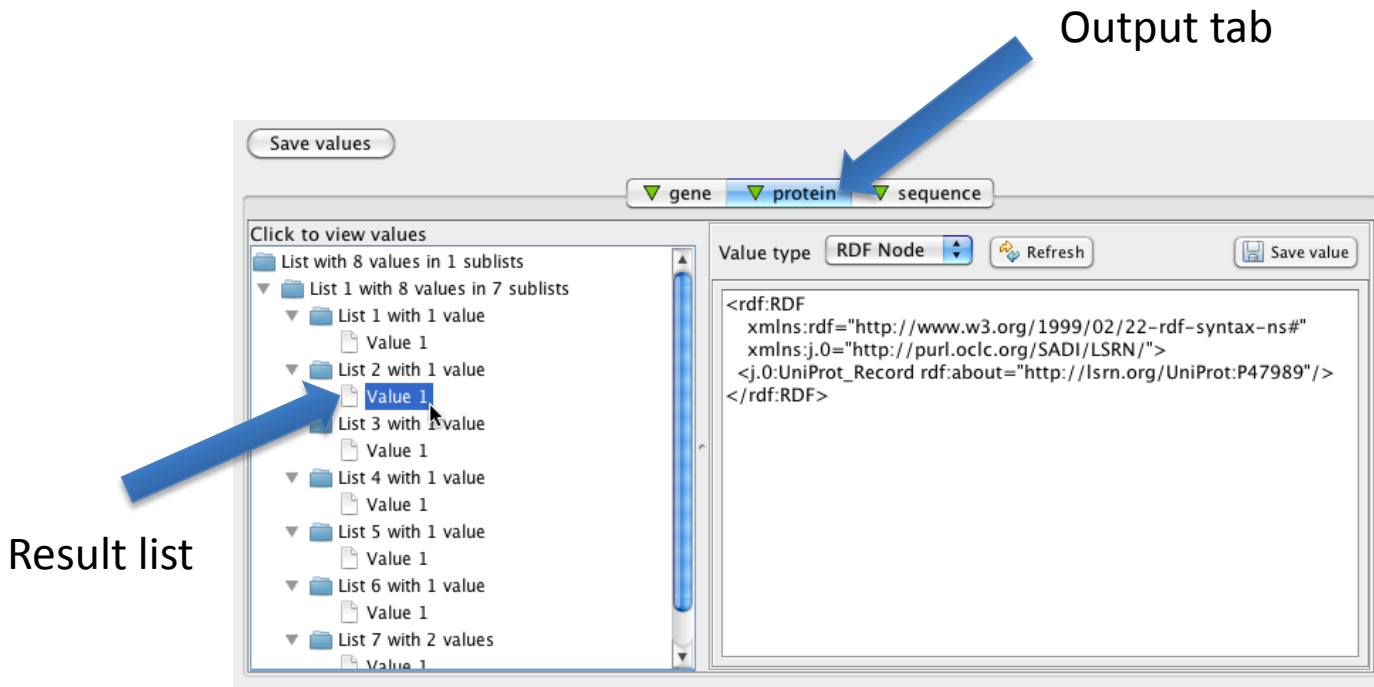 Output tab
Save values
gene protein sequence
Click to view values
List with 8 values in 1 sublists
List 1 with 8 values in 7 sublists
List 1 with 1 value
Value 1
List 2 with 1 value
Value 1
List 3 with 1 value
Value 1
List 4 with 1 value
Value 1
List 5 with 1 value
Value 1
List 6 with 1 value
Value 1
List 7 with 2 values
Value 1
Value type RDF Node Refresh Save value
<rdf:RDF
xmlns:rdf="http://www.w3.org/1999/02/22-rdf-syntax-ns#"
xmlns:j.0="http://purl.oclc.org/SADI/LSRN/">
<j.0:UniProt_Record rdf:about="http://lsrn.org/UniProt:P47989"/>
</rdf:RDF>
Result list